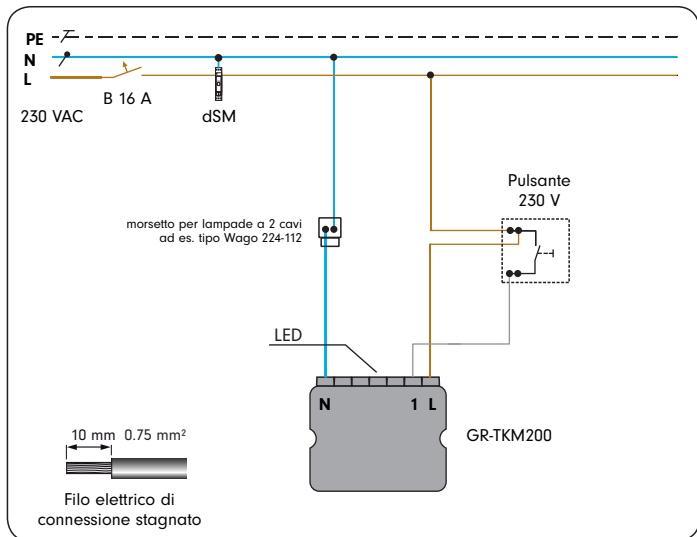 PE
N
L
B 16 A
230 VAC
dSM
Pulsante
230 V
morsetto per lampade a 2 cavi
ad es. tipo Wago 224-112
LED
N 1 L
GR-TKM200
10 mm 0.75 mm²
Filo elettrico di
connessione stagnato